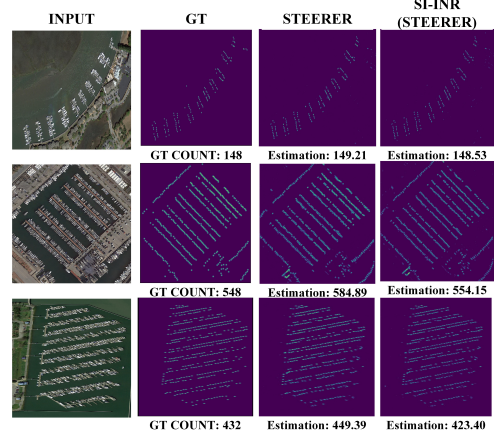 INPUT GT STEERER SI-INR (STEERER)
GT COUNT: 148 Estimation: 149.21 Estimation: 148.53
GT COUNT: 548 Estimation: 584.89 Estimation: 554.15
GT COUNT: 432 Estimation: 449.39 Estimation: 423.40